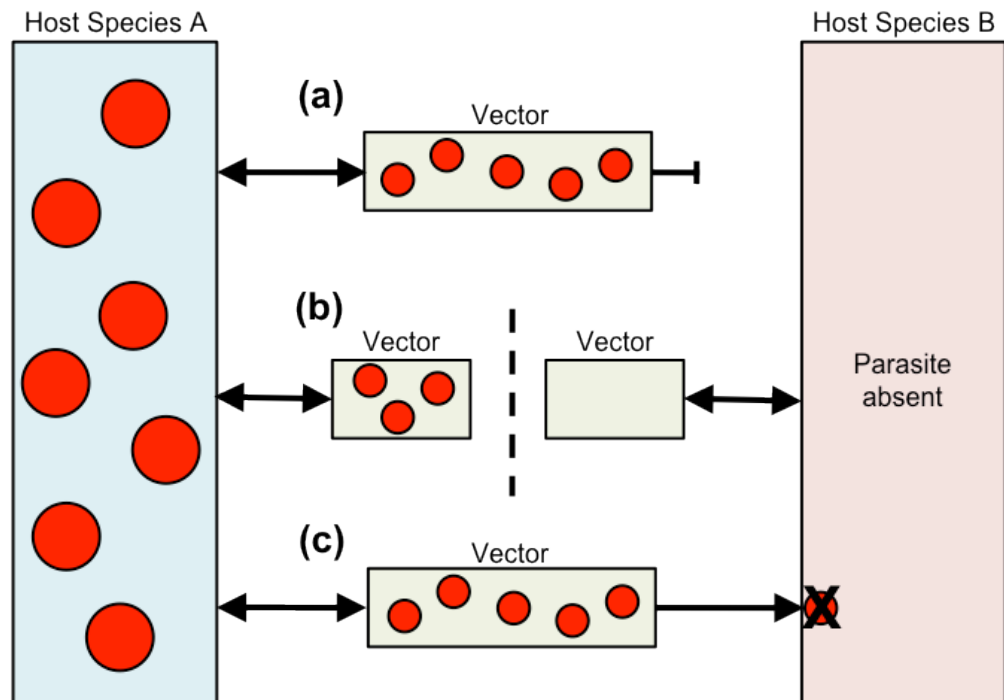 Host Species A
Host Species B
(a)
Vector
(b)
Vector
Vector
Parasite
absent
(c)
Vector
X